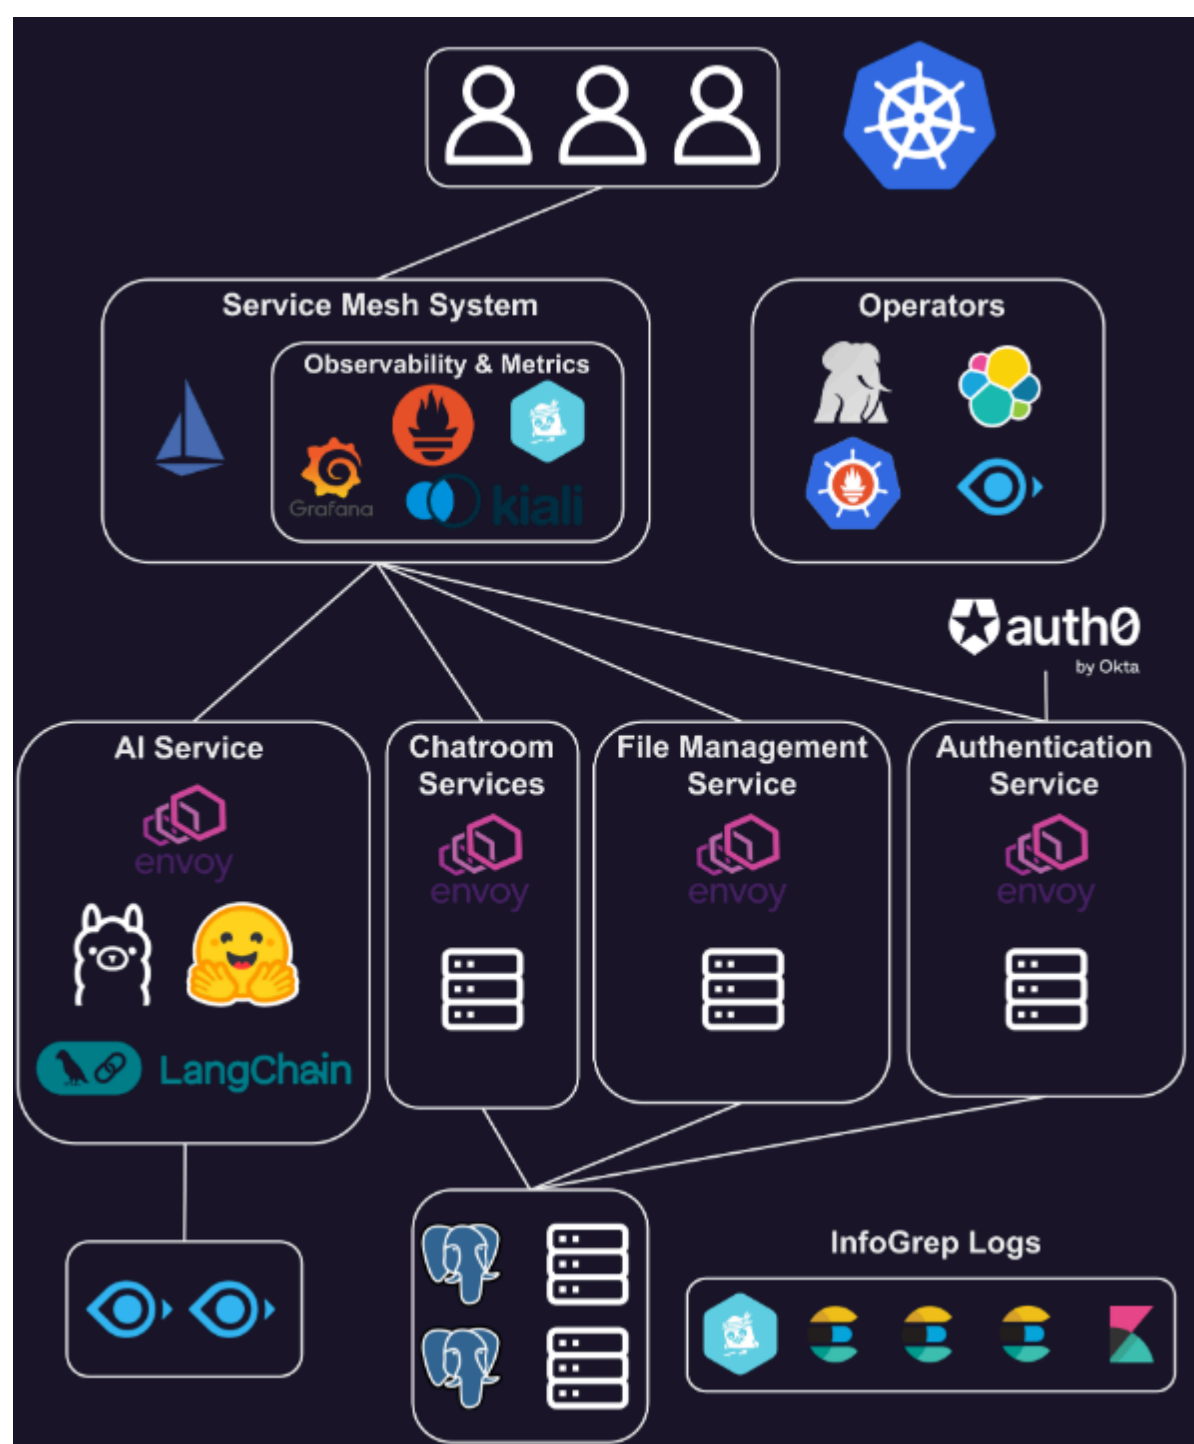 Service Mesh System
Observability & Metrics
Grafana
kiali
Operators
auth0
by Okta
AI Service
envoy
LangChain
Chatroom
Services
envoy
File Management
Service
envoy
Authentication
Service
envoy
InfoGrep Logs